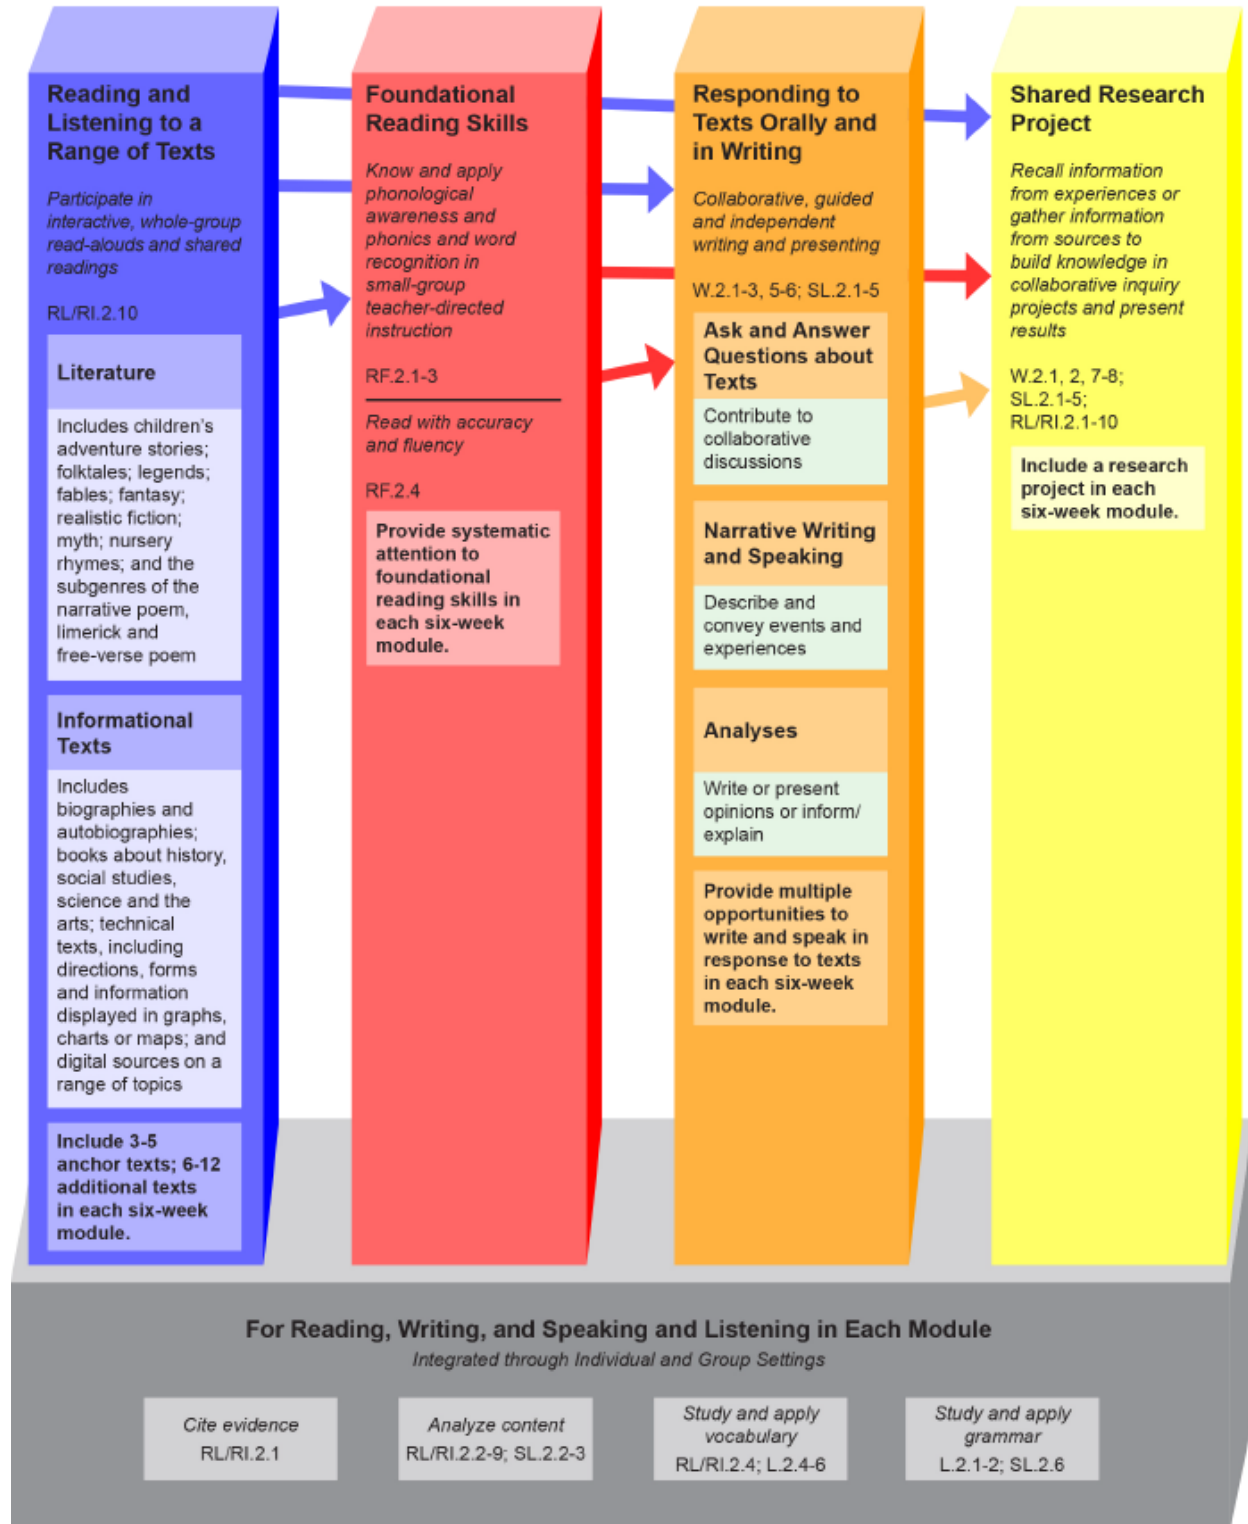 Reading and
Listening to a
Range of Texts
Participate in
interactive, whole-group
read-alouds and shared
readings
RL/RI.2.10
Literature
Includes children's
adventure stories;
folktales; legends;
fables; fantasy;
realistic fiction;
myth; nursery
rhymes; and the
subgenres of the
narrative poem,
limerick and
free-verse poem
Informational
Texts
Includes
biographies and
autobiographies;
books about history,
social studies,
science and the
arts; technical
texts, including
directions, forms
and information
displayed in graphs,
charts or maps; and
digital sources on a
range of topics
Include 3-5
anchor texts; 6-12
additional texts
in each six-week
module.
Foundational
Reading Skills
Know and apply
phonological
awareness and
phonics and word
recognition in
small-group
teacher-directed
instruction
RF.2.1-3
Read with accuracy
and fluency
RF.2.4
Provide systematic
attention to
foundational
reading skills in
each six-week
module.
Responding to
Texts Orally and
in Writing
Collaborative, guided
and independent
writing and presenting
W.2.1-3, 5-6; SL.2.1-5
Ask and Answer
Questions about
Texts
Contribute to
collaborative
discussions
Narrative Writing
and Speaking
Describe and
convey events and
experiences
Analyses
Write or present
opinions or inform/
explain
Provide multiple
opportunities to
write and speak in
response to texts
in each six-week
module.
Shared Research
Project
Recall information
from experiences or
gather information
from sources to
build knowledge in
collaborative inquiry
projects and present
results
W.2.1, 2, 7-8;
SL.2.1-5;
RL/RI.2.1-10
Include a research
project in each
six-week module.
For Reading, Writing, and Speaking and Listening in Each Module
Integrated through Individual and Group Settings
Cite evidence
RL/RI.2.1
Analyze content
RL/RI.2.2-9; SL.2.2-3
Study and apply
vocabulary
RL/RI.2.4; L.2.4-6
Study and apply
grammar
L.2.1-2; SL.2.6